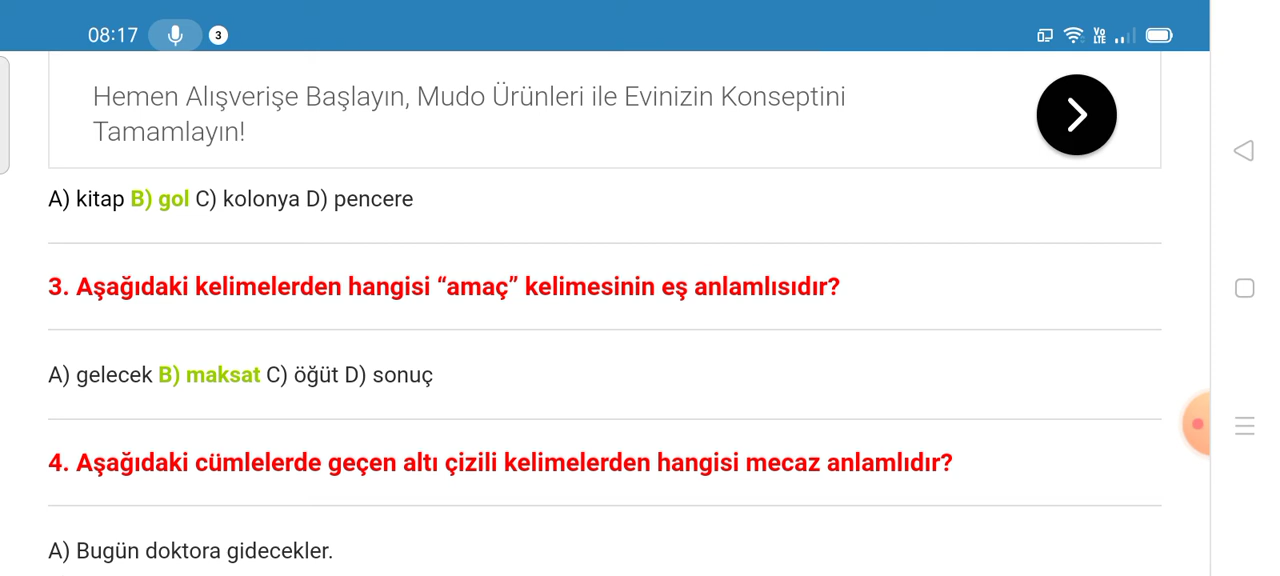 08:17 3 Vo LTE
Hemen Alışverişe Başlayın, Mudo Ürünleri ile Evinizin Konseptini
Tamamlayın!
A) kitap B) gol C) kolonya D) pencere
3. Aşağıdaki kelimelerden hangisi “amaç” kelimesinin eş anlamlısıdır?
A) gelecek B) maksat C) öğüt D) sonuç
4. Aşağıdaki cümlelerde geçen altı çizili kelimelerden hangisi mecaz anlamlıdır?
A) Bugün doktora gidecekler.